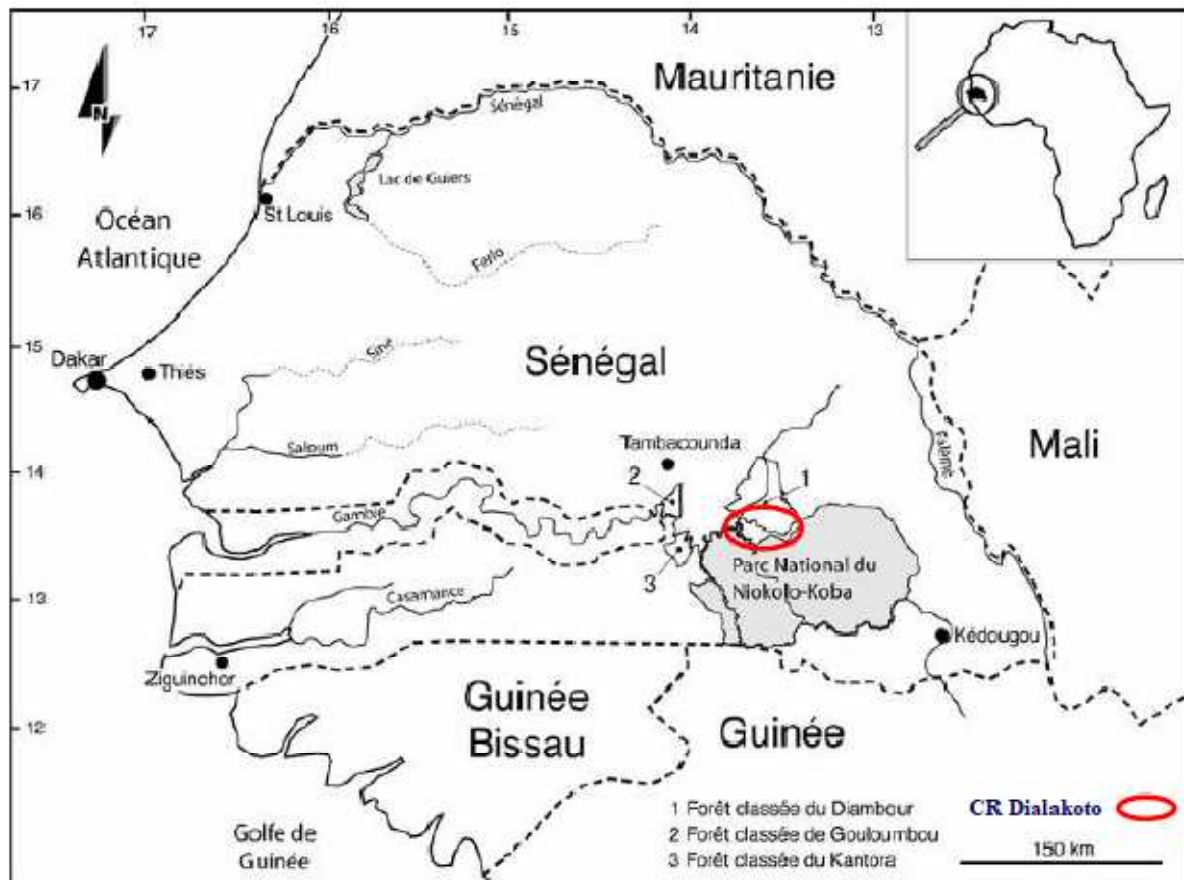 17
16
15
14
13
17
Mauritanie
Sénégal
N
Lac de Guiers
16
St Louis
Océan
Atlantique
Ferlo
15
Sine
Dakar
Thiés
Sénégal
Saloum
Tambacounda
Falémé
Mali
14
2
1
Gambie
3
Parc National du
Niokolo-Koba
13
Casamance
Kédougou
Ziguinchor
Guinée
Bissau
Guinée
12
1 Forêt classée du Diambour
2 Forêt classée de Gouloumbou
3 Forêt classée du Kantora
CR Dialakoto
Golfe de
Guinée
150 km